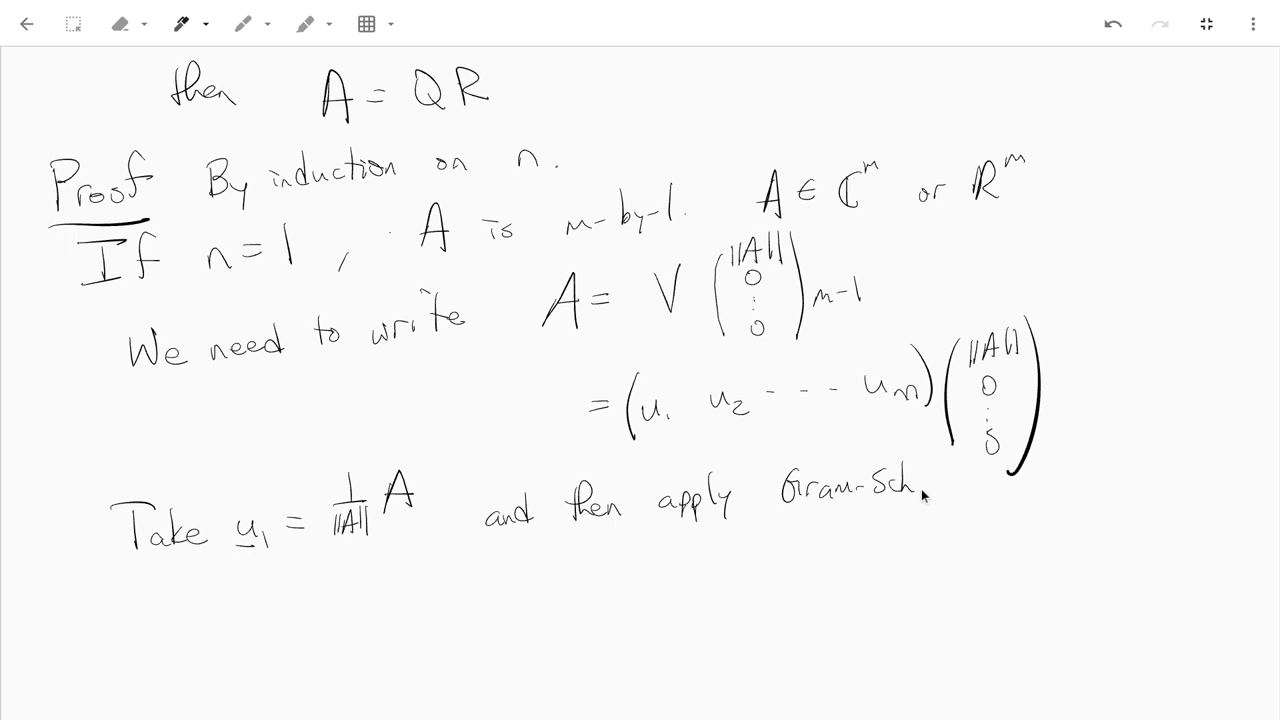 then A = QR
Proof By induction on n.
If n=1, A is m-by-1. A ∈ ℂ^m or ℝ^m
We need to write A = V (||A|| 0 ⋮ 0) m-1
= (u₁ u₂ - - - - u_m) (||A|| 0 ⋮ 0)
Take u₁ = 1/||A|| A and then apply Gram-Sch.